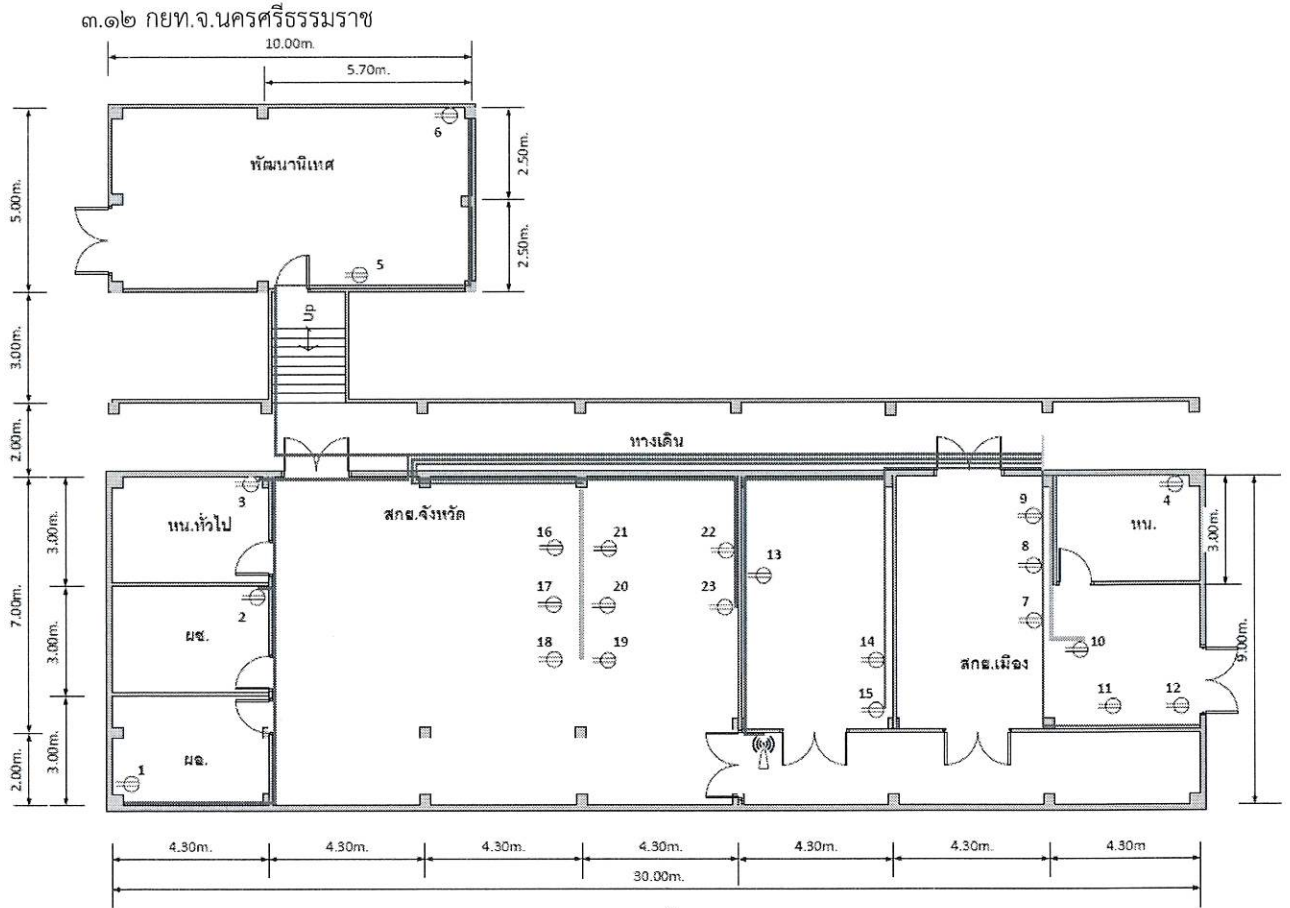 ๓.๑๒ กยท.จ.นครศรีธรรมราช
10.00m.
5.70m.
6
พัฒนานิเทศ
2.50m.
5.00m.
2.50m.
5
Up
3.00m.
2.00m.
ทางเดิน
3
หน.ทั่วไป
สกย.จังหวัด
9
4
หน.
3.00m.
16
21
22
13
8
3.00m.
7.00m.
2
ผช.
17
20
23
7
3.00m.
18
19
14
10
สกย.เมือง
9.00m.
15
11
12
ผอ.
1
3.00m.
2.00m.
4.30m.
4.30m.
4.30m.
4.30m.
4.30m.
4.30m.
4.30m
30.00m.